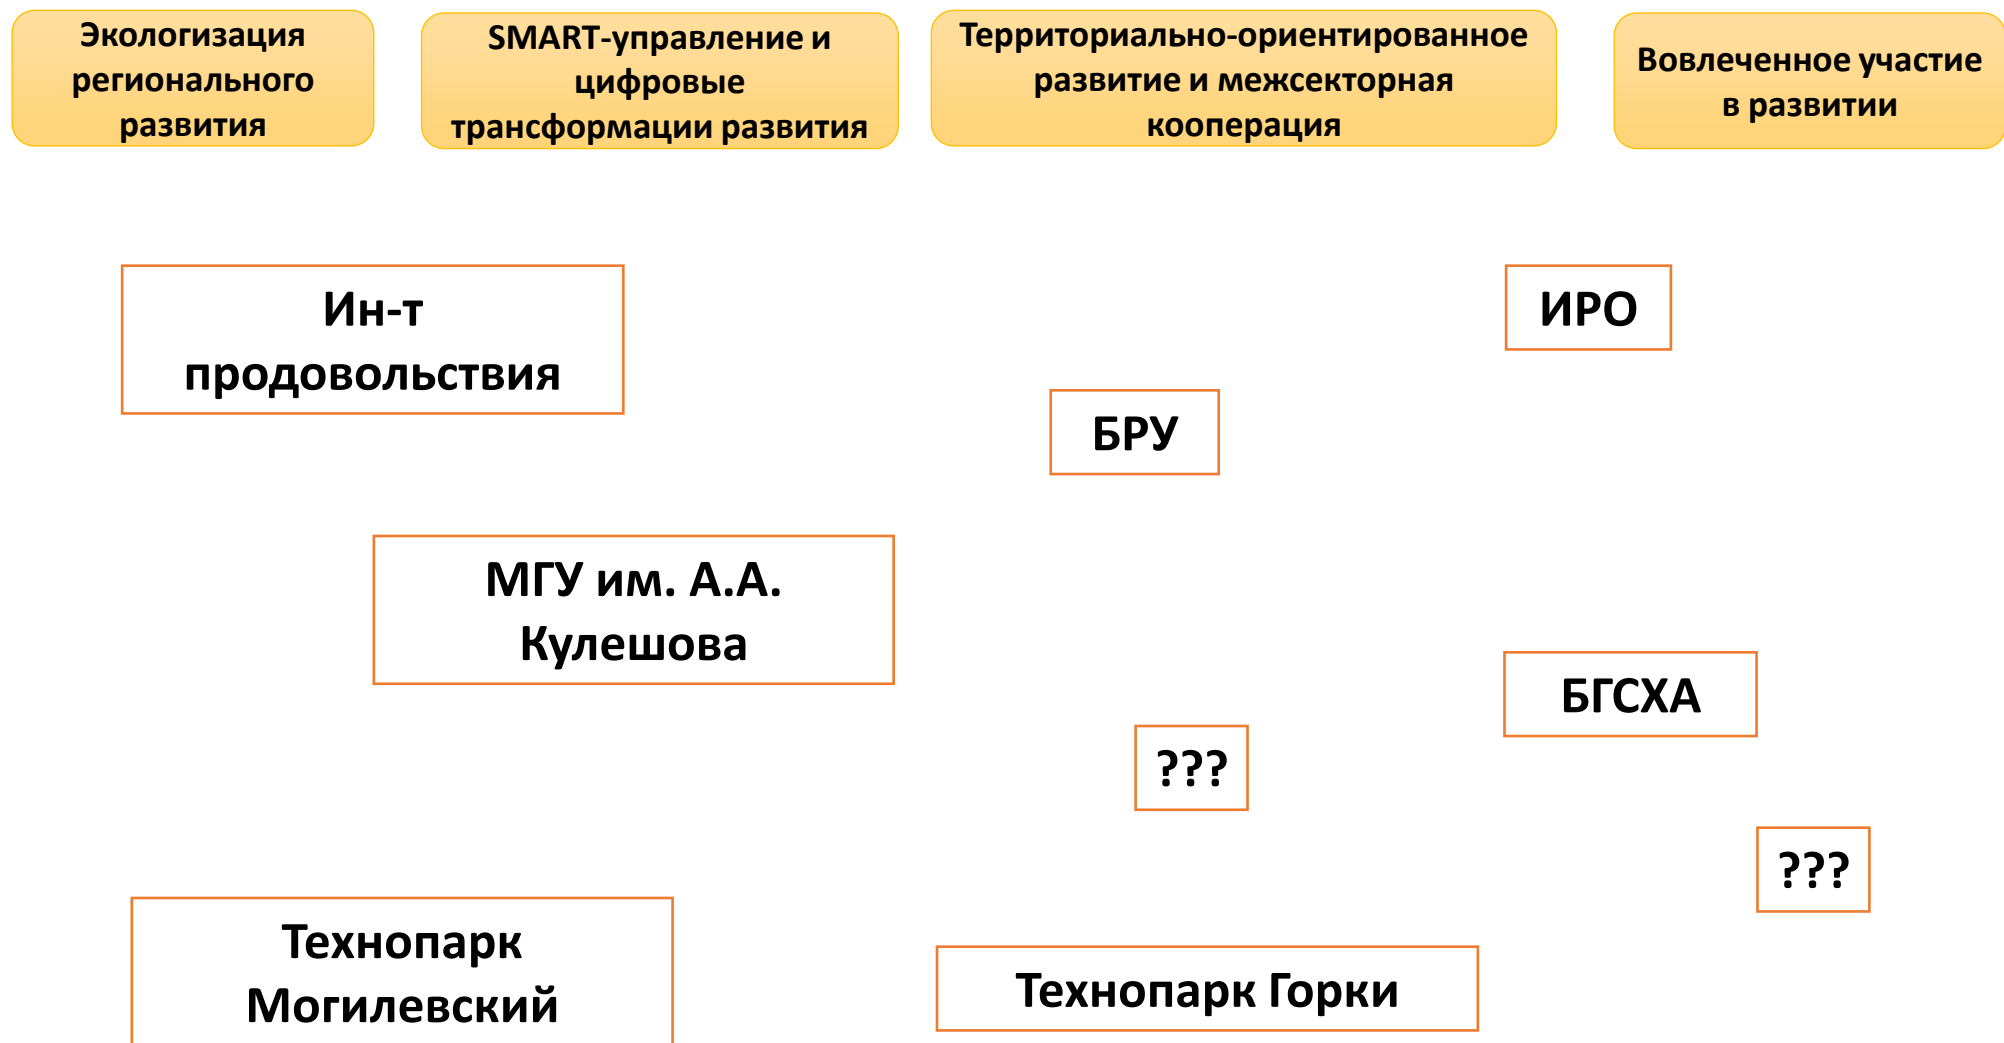 Экологизация
регионального
развития
SMART-управление и
цифровые
трансформации развития
Территориально-ориентированное
развитие и межсекторная
кооперация
Вовлеченное участие
в развитии
Ин-т
продовольствия
ИРО
БРУ
МГУ им. А.А.
Кулешова
БГСХА
???
???
Технопарк
Могилевский
Технопарк Горки